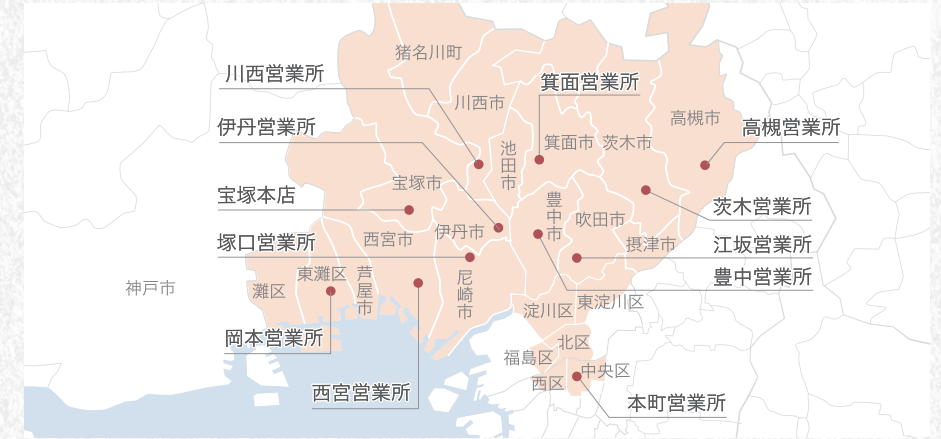 猪名川町
川西営業所
箕面営業所
川西市
高槻市
伊丹営業所
高槻営業所
池田市
箕面市
茨木市
宝塚市
宝塚本店
豊中市
茨木営業所
吹田市
伊丹市
西宮市
塚口営業所
摂津市
江坂営業所
東灘区
芦屋市
豊中営業所
神戸市
灘区
尼崎市
東淀川区
淀川区
岡本営業所
北区
福島区
中央区
西区
西宮営業所
本町営業所